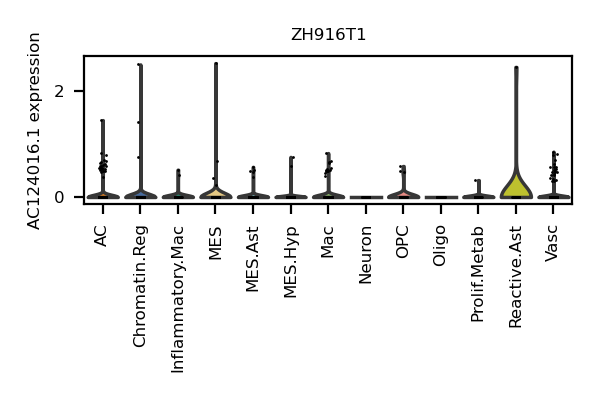 ZH916T1
AC124016.1 expression
2
0
AC
Chromatin.Reg
Inflammatory.Mac
MES
MES.Ast
MES.Hyp
Mac
Neuron
OPC
Oligo
Prolif.Metab
Reactive.Ast
Vasc